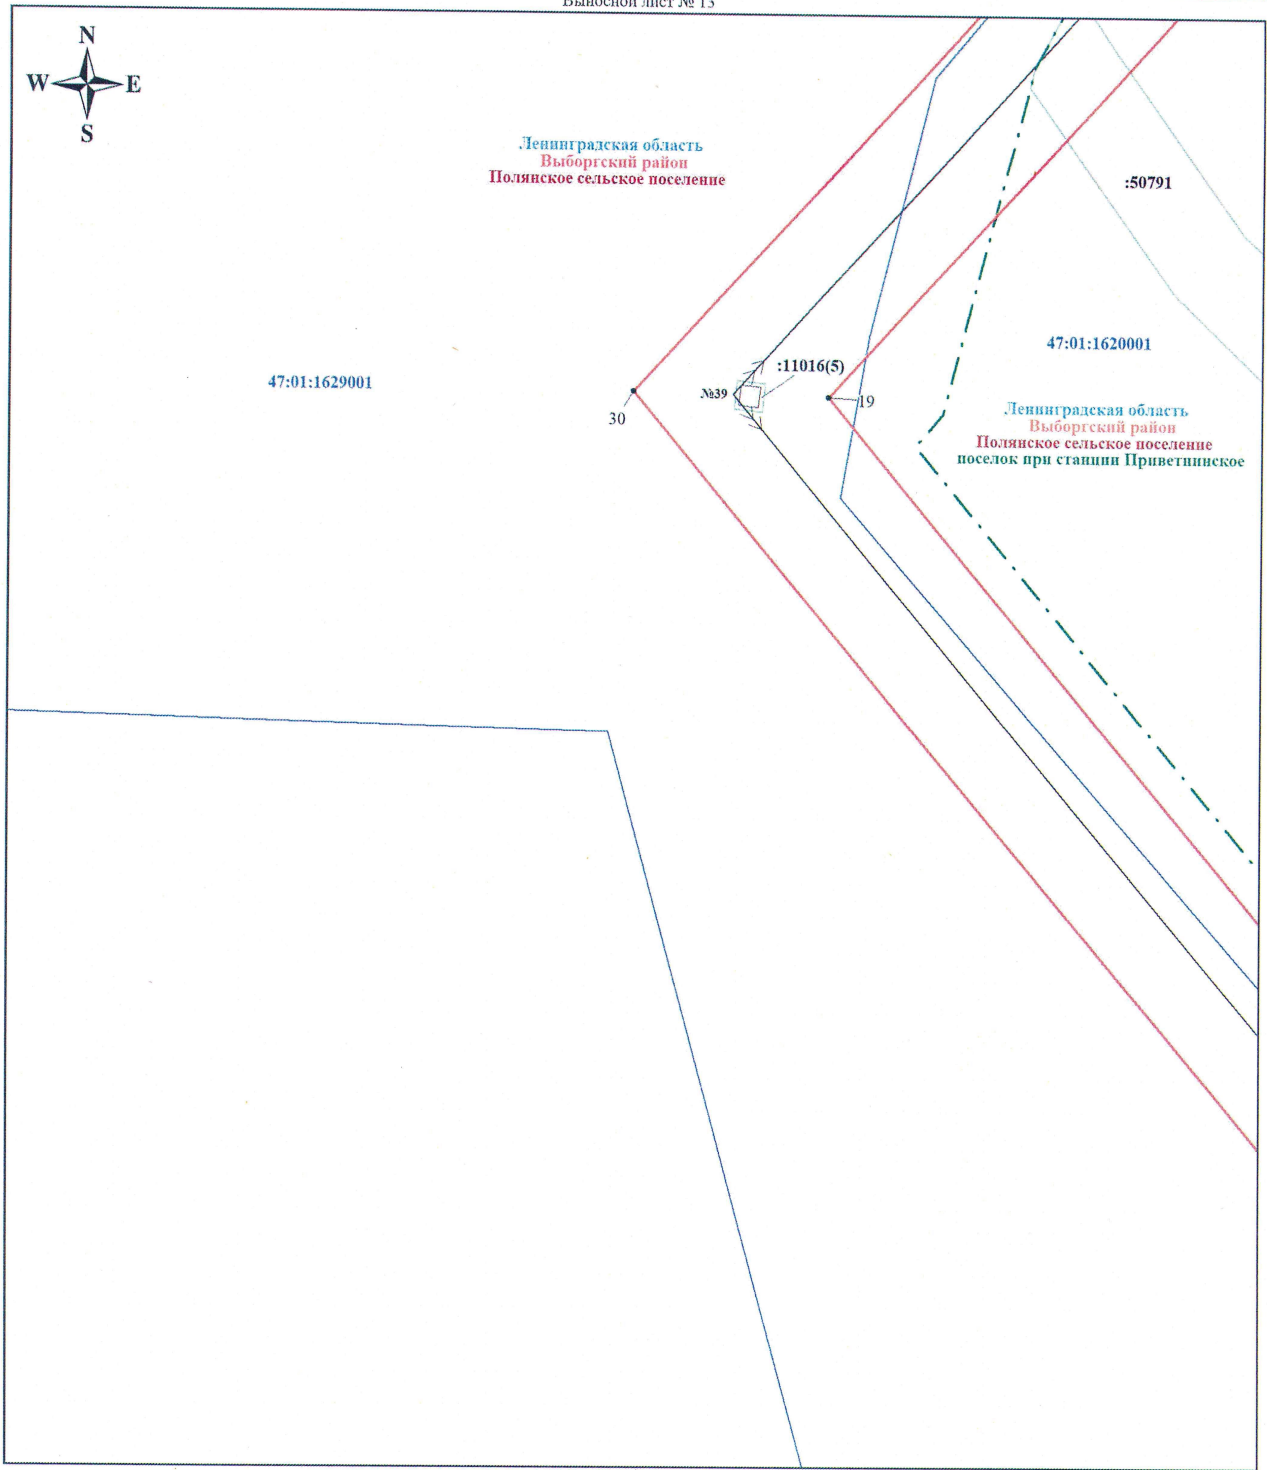 Выносной лист № 13
N
W E
S
Ленинградская область
Выборгский район
Полянское сельское поселение
:50791
47:01:1620001
:11016(5)
47:01:1629001
№39
19
30
Ленинградская область
Выборгский район
Полянское сельское поселение
поселок при станции Приветнинское